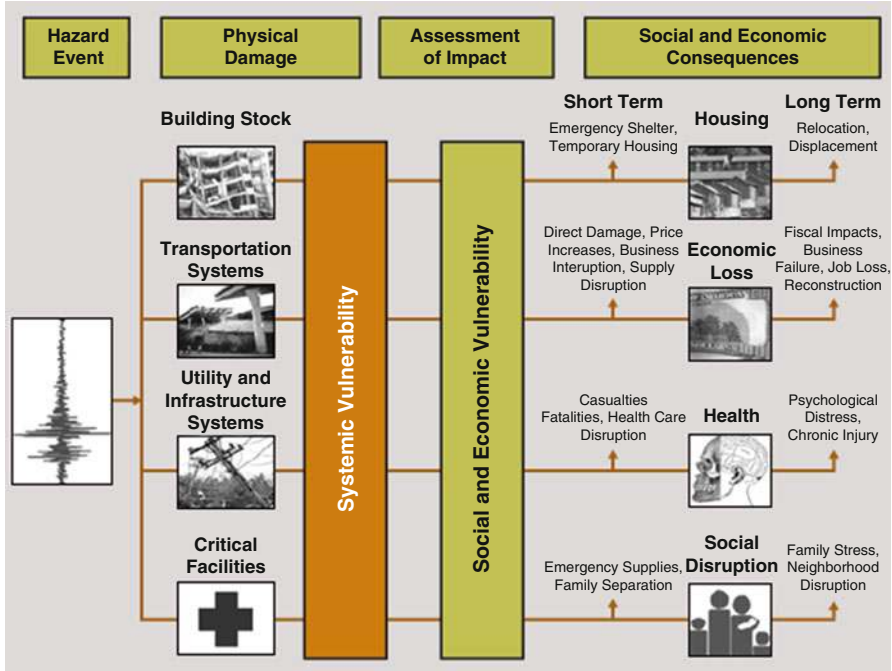 Hazard
Event
Physical
Damage
Assessment
of Impact
Social and Economic
Consequences
Short Term
Long Term
Building Stock
Emergency Shelter,
Temporary Housing
Housing
Relocation,
Displacement
Transportation
Systems
Direct Damage, Price
Increases, Business
Interuption, Supply
Disruption
Economic
Loss
Fiscal Impacts,
Business
Failure, Job Loss,
Reconstruction
Utility and
Infrastructure
Systems
Casualties
Fatalities, Health Care
Disruption
Health
Psychological
Distress,
Chronic Injury
Critical
Facilities
Emergency Supplies,
Family Separation
Social
Disruption
Family Stress,
Neighborhood
Disruption
Systemic Vulnerability
Social and Economic Vulnerability